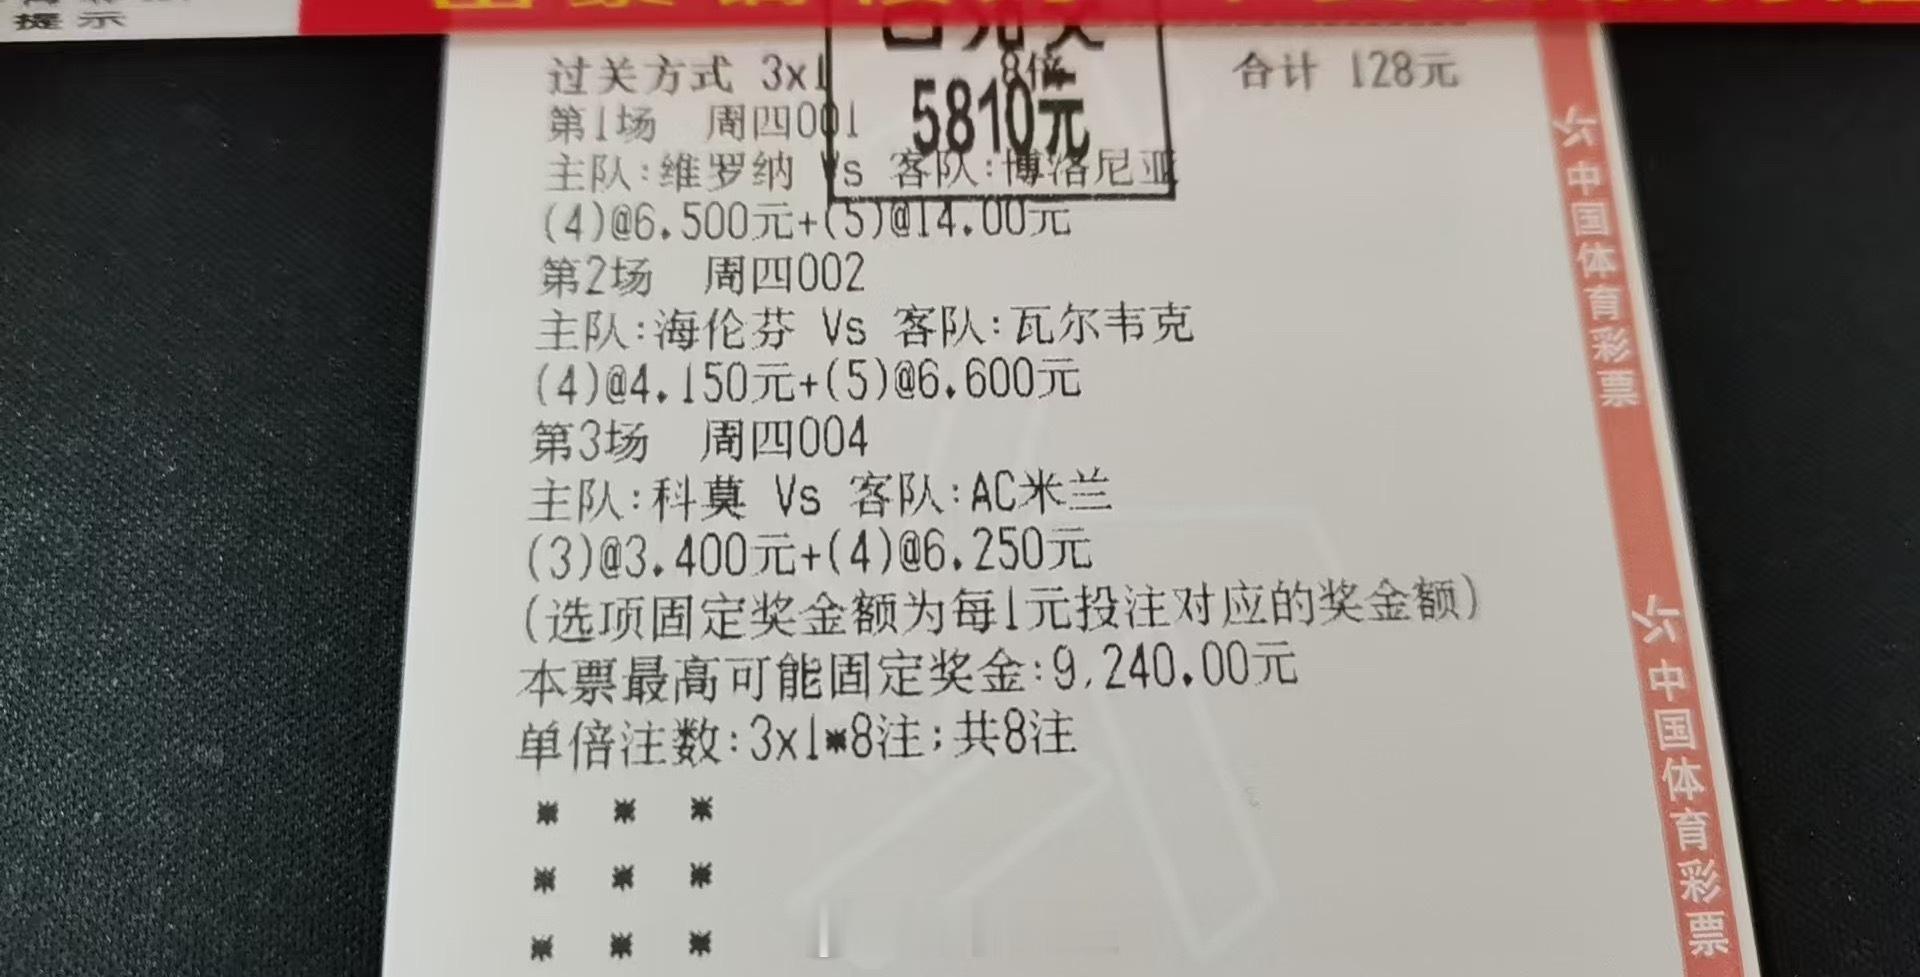 提示
过关方式 3x1 8倍 合计 128元
5810元
第1场 周四001
主队:维罗纳 Vs 客队:博洛尼亚
(4)@6.500元+(5)@14.00元
第2场 周四002
主队:海伦芬 Vs 客队:瓦尔韦克
(4)@4.150元+(5)@6.600元
第3场 周四004
主队:科莫 Vs 客队:AC米兰
(3)@3.400元+(4)@6.250元
(选项固定奖金额为每1元投注对应的奖金额)
本票最高可能固定奖金:9,240.00元
单倍注数:3x1*8注;共8注
* * *
* * *
* * *
中国体育彩票
中国体育彩票